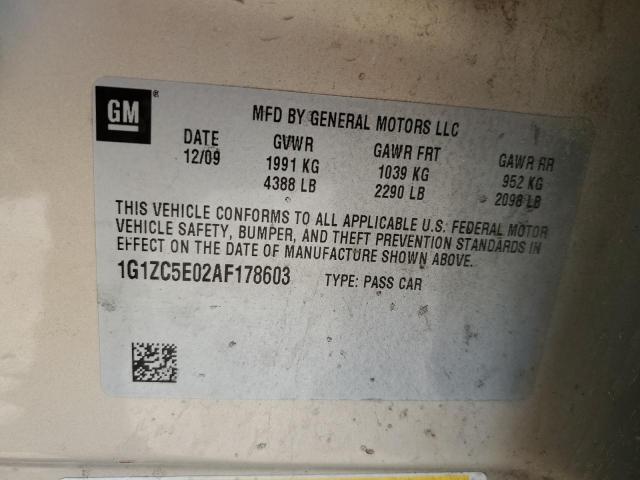 GM
MFD BY GENERAL MOTORS LLC
DATE GVWR GAWR FRT GAWR RR
12/09 1991 KG 1039 KG 952 KG
4388 LB 2290 LB 2098 LB
THIS VEHICLE CONFORMS TO ALL APPLICABLE U.S. FEDERAL MOTOR
VEHICLE SAFETY, BUMPER, AND THEFT PREVENTION STANDARDS IN
EFFECT ON THE DATE OF MANUFACTURE SHOWN ABOVE.
1G1ZC5E02AF178603 TYPE: PASS CAR